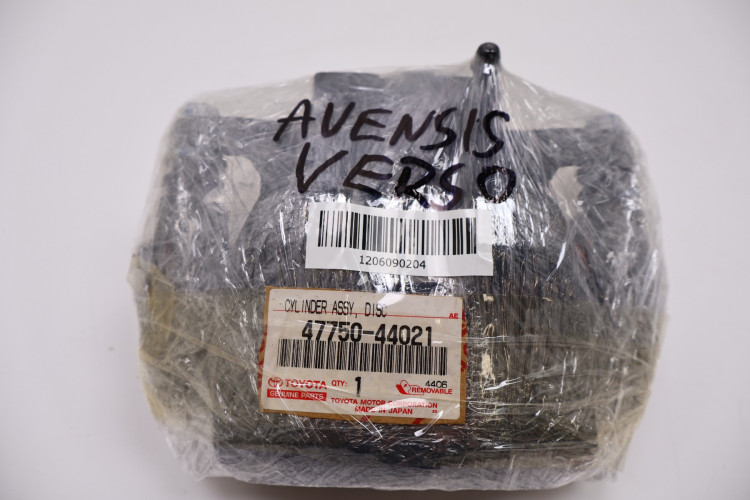 AVENSIS
VERSO
1206090204
CYLINDER ASSY, DISC
AE
47750-44021
TOYOTA QTY: 1 4406
GENUINE PARTS REMOVABLE
TOYOTA MOTOR CORPORATION
MADE IN JAPAN